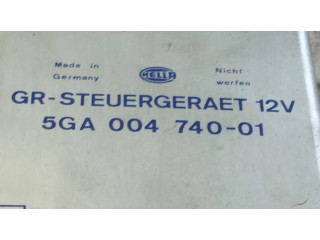 Made in Germany
HELLA
Nicht werfen
GR-STEUERGERAET 12V
5GA 004 740-01